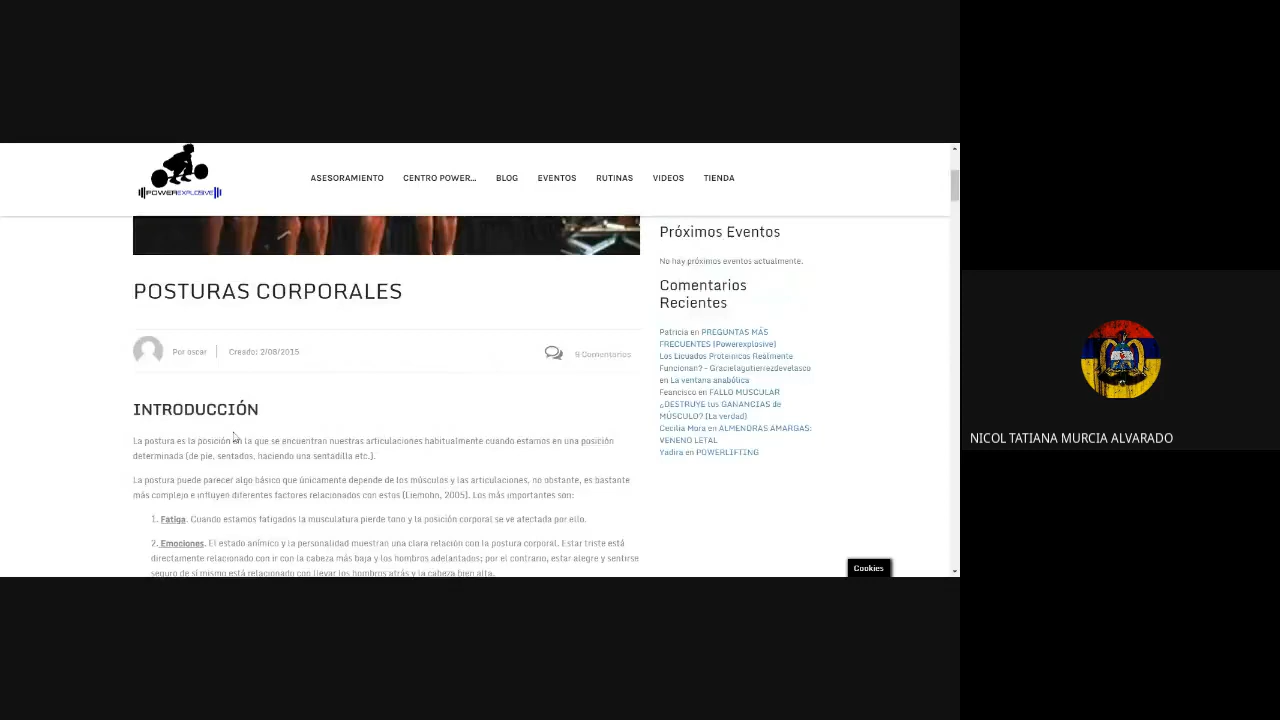 POWEREXPLOSIVE
ASESORAMIENTO CENTRO POWER... BLOG EVENTOS RUTINAS VIDEOS TIENDA
POSTURAS CORPORALES
Por oscar Creado: 2/08/2015 9 Comentarios
INTRODUCCIÓN
La postura es la posición en la que se encuentran nuestras articulaciones habitualmente cuando estamos en una posición
determinada (de pie, sentados, haciendo una sentadilla etc.).
La postura puede parecer algo básico que únicamente depende de los músculos y las articulaciones, no obstante, es bastante
más complejo e influyen diferentes factores relacionados con estos (Liemohn, 2005). Los más importantes son:
1. Fatiga. Cuando estamos fatigados la musculatura pierde tono y la posición corporal se ve afectada por ello.
2. Emociones. El estado anímico y la personalidad muestran una clara relación con la postura corporal. Estar triste está
directamente relacionado con ir con la cabeza más baja y los hombros adelantados; por el contrario, estar alegre y sentirse
seguro de sí mismo está relacionado con llevar los hombros atrás y la cabeza bien alta.
Próximos Eventos
No hay próximos eventos actualmente.
Comentarios
Recientes
Patricia en PREGUNTAS MÁS
FRECUENTES (Powerexplosive)
Los Licuados Proteinicos Realmente
Funcionan? - Gracielagutierrezdevelasco
en La ventana anabólica
Feancisco en FALLO MUSCULAR
¿DESTRUYE tus GANANCIAS de
MÚSCULO? (La verdad)
Cecilia Mora en ALMENDRAS AMARGAS:
VENENO LETAL
Yadira en POWERLIFTING
Cookies
NICOL TATIANA MURCIA ALVARADO